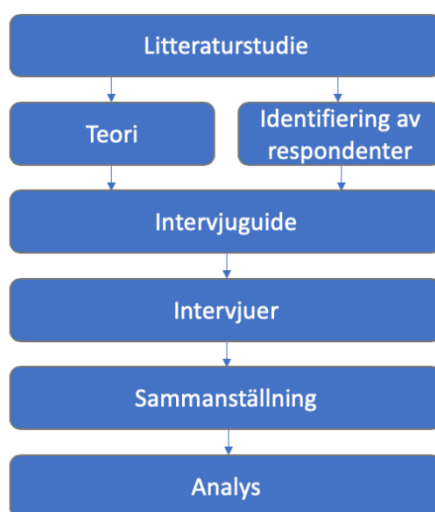 Litteraturstudie
Teori
Identifiering av
respondenter
Intervjuguide
Intervjuer
Sammanställning
Analys